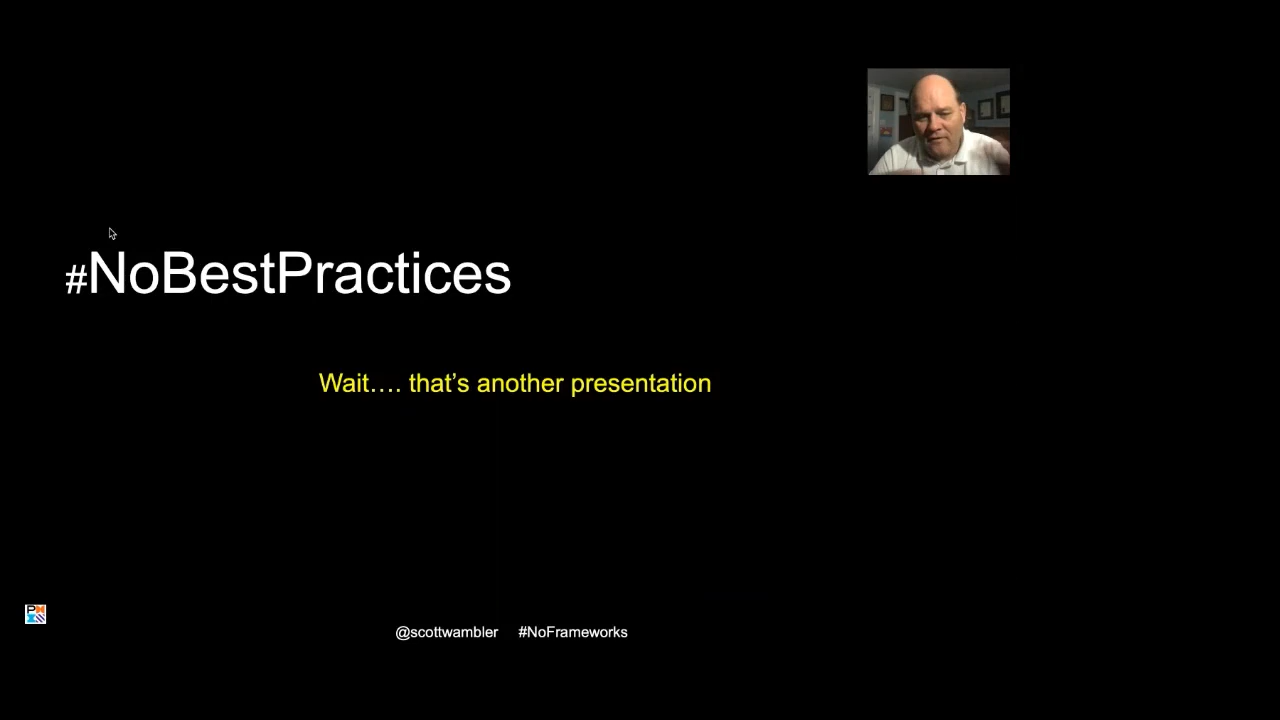 #NoBestPractices
Wait…. that’s another presentation
@scottwambler #NoFrameworks